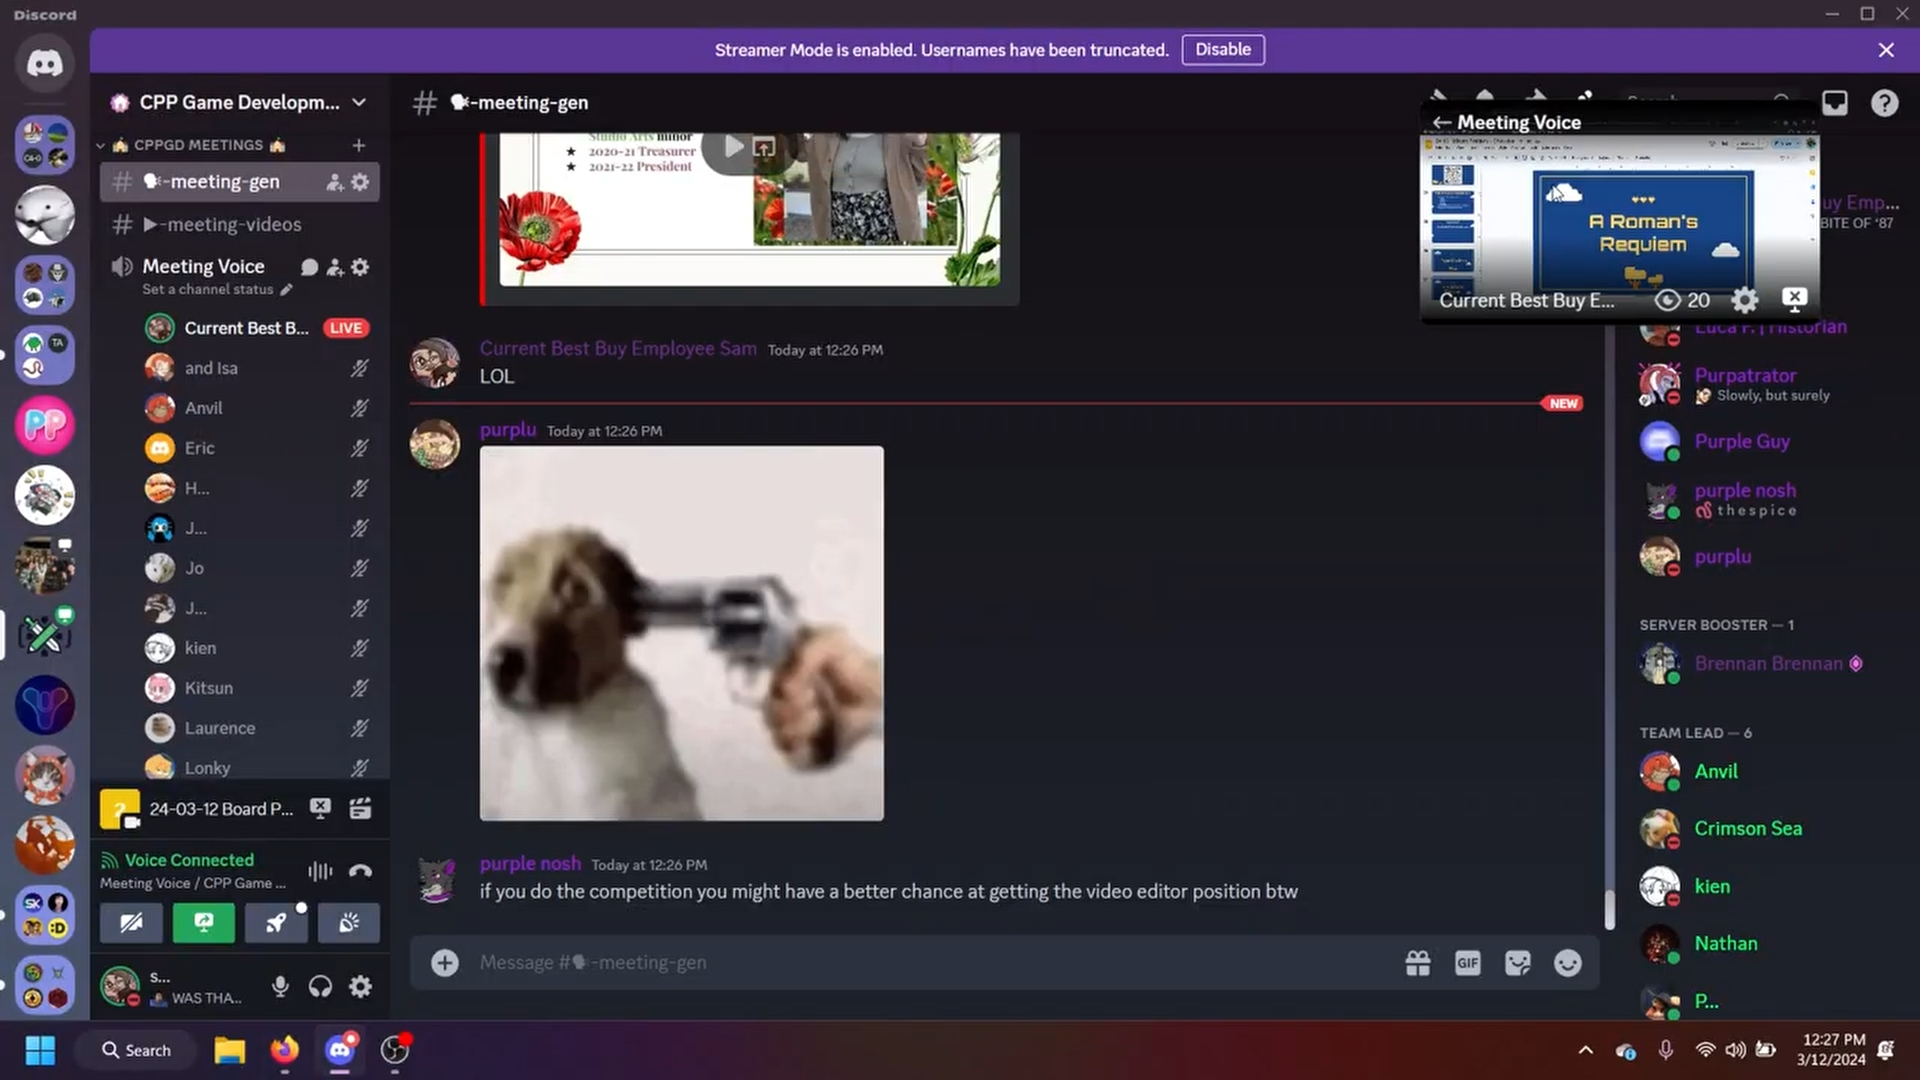 Discord
Streamer Mode is enabled. Usernames have been truncated.
Disable
CPP Game Developm...
CPPGD MEETINGS
-meeting-gen
-meeting-videos
Meeting Voice
Set a channel status
Current Best B...
LIVE
and Isa
Anvil
Eric
H...
J...
Jo
J...
kien
Kitsun
Laurence
Lonky
24-03-12 Board P...
Voice Connected
Meeting Voice / CPP Game ...
s...
WAS THA...
-meeting-gen
Studio Arts minor
★ 2020-21 Treasurer
★ 2021-22 President
Current Best Buy Employee Sam Today at 12:26 PM
LOL
NEW
purplu Today at 12:26 PM
purple nosh Today at 12:26 PM
if you do the competition you might have a better chance at getting the video editor position btw
Message #-meeting-gen
GIF
Search
Meeting Voice
A Roman's
Requiem
Current Best Buy E...
20
uy Emp...
BITE OF '87
Luca F. | Historian
Purpatrator
Slowly, but surely
Purple Guy
purple nosh
thespice
purplu
SERVER BOOSTER — 1
Brennan Brennan
TEAM LEAD — 6
Anvil
Crimson Sea
kien
Nathan
P...
TA
PP
SK
:D
Search
12:27 PM
3/12/2024